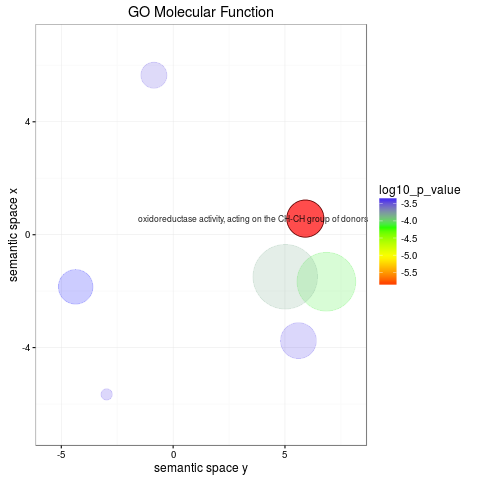 GO Molecular Function
log10_p_value
-3.5
-4.0
-4.5
-5.0
-5.5
oxidoreductase activity, acting on the CH-CH group of donors
semantic space x
4
0
-4
-5
0
5
semantic space y